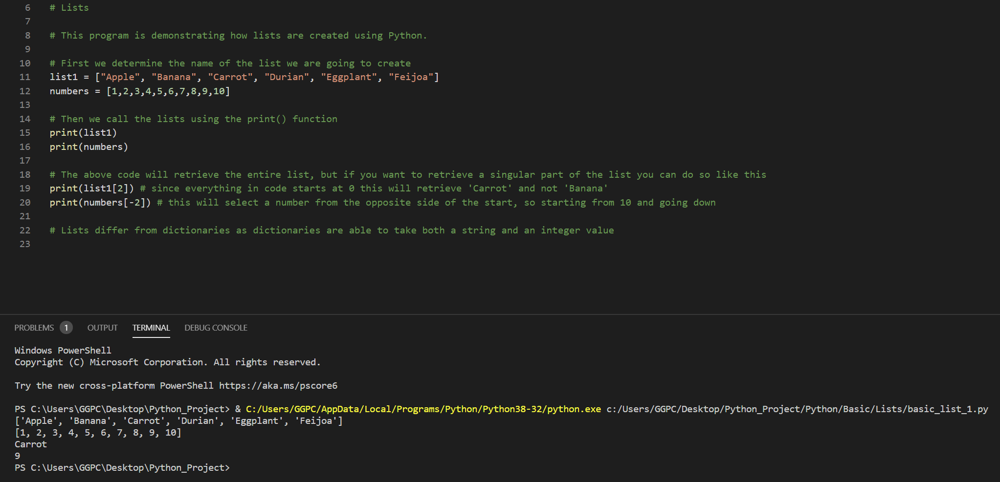 6 # Lists
7
8 # This program is demonstrating how lists are created using Python.
9
10 # First we determine the name of the list we are going to create
11 list1 = ["Apple", "Banana", "Carrot", "Durian", "Eggplant", "Feijoa"]
12 numbers = [1,2,3,4,5,6,7,8,9,10]
13
14 # Then we call the lists using the print() function
15 print(list1)
16 print(numbers)
17
18 # The above code will retrieve the entire list, but if you want to retrieve a singular part of the list you can do so like this
19 print(list1[2]) # since everything in code starts at 0 this will retrieve 'Carrot' and not 'Banana'
20 print(numbers[-2]) # this will select a number from the opposite side of the start, so starting from 10 and going down
21
22 # Lists differ from dictionaries as dictionaries are able to take both a string and an integer value
23
PROBLEMS 1 OUTPUT TERMINAL DEBUG CONSOLE
Windows PowerShell
Copyright (C) Microsoft Corporation. All rights reserved.
Try the new cross-platform PowerShell https://aka.ms/pscore6
PS C:\Users\GGPC\Desktop\Python_Project> & C:/Users/GGPC/AppData/Local/Programs/Python/Python38-32/python.exe c:/Users/GGPC/Desktop/Python_Project/Python/Basic/Lists/basic_list_1.py
['Apple', 'Banana', 'Carrot', 'Durian', 'Eggplant', 'Feijoa']
[1, 2, 3, 4, 5, 6, 7, 8, 9, 10]
Carrot
9
PS C:\Users\GGPC\Desktop\Python_Project>